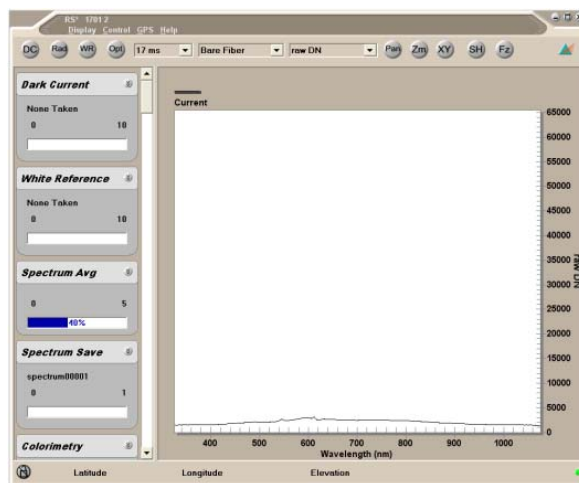 RS³ 1701 2
Display Control GPS Help
DC Rad WR Opt 17 ms Bare Fiber raw DN Pan Zm XY SH Fz
Dark Current
None Taken
0 10
White Reference
None Taken
0 10
Spectrum Avg
0 5
40%
Spectrum Save
spectrum00001
0 1
Colorimetry
Current
65000
60000
55000
50000
45000
40000
35000
30000
25000
20000
15000
10000
5000
0
raw DN
400 500 600 700 800 900 1000
Wavelength (nm)
Latitude Longitude Elevation